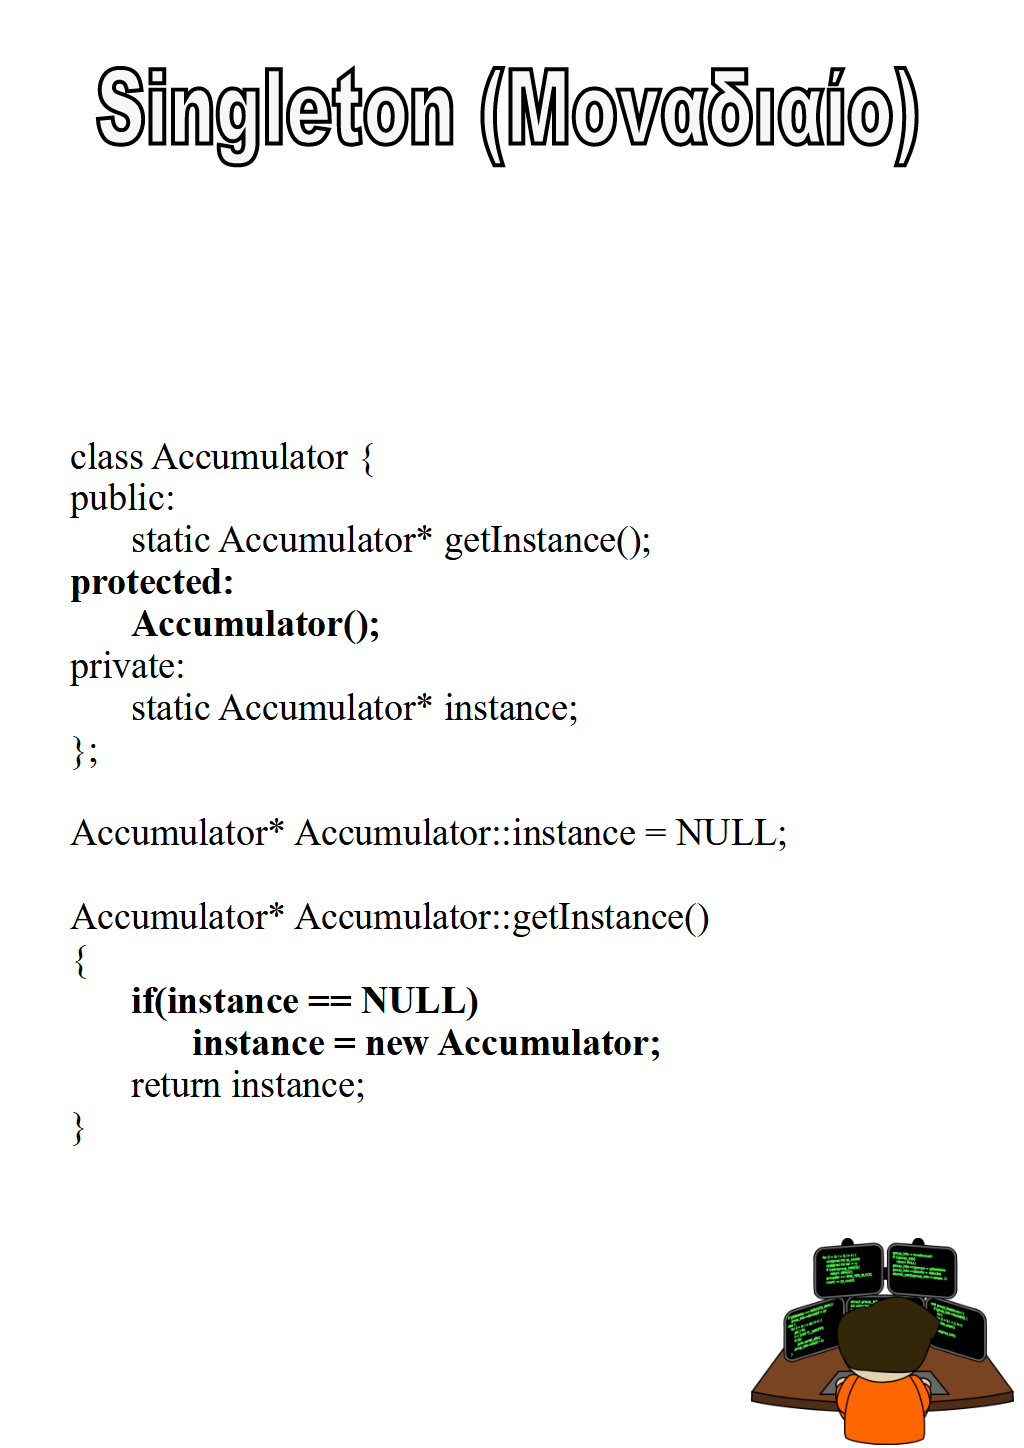 Singleton (Μοναδιαίο)
class Accumulator {
public:
static Accumulator* getInstance();
protected:
Accumulator();
private:
static Accumulator* instance;
};
Accumulator* Accumulator::instance = NULL;
Accumulator* Accumulator::getInstance()
{
if(instance == NULL)
instance = new Accumulator;
return instance;
}